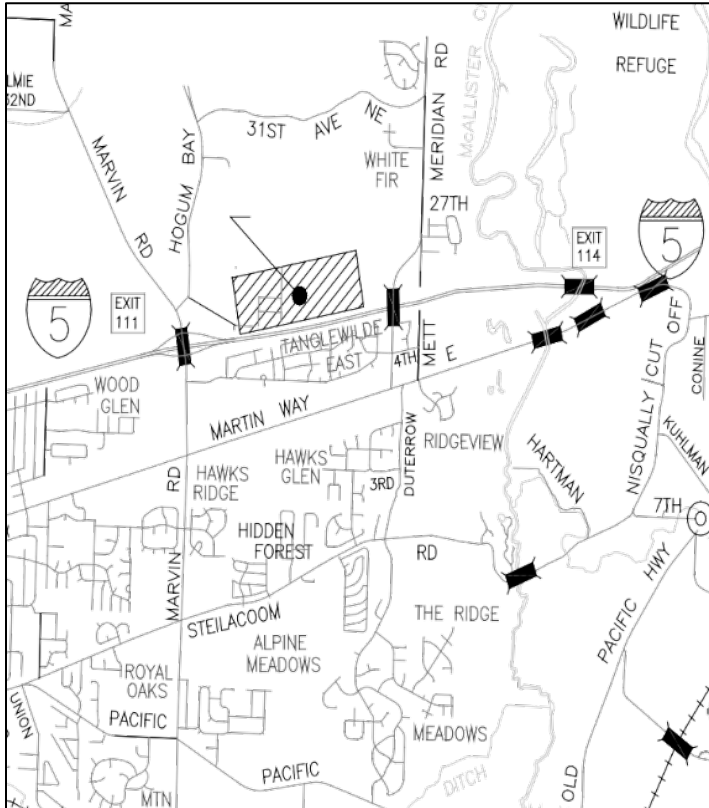 MA
WILDLIFE
REFUGE
LMIE
32ND
MARVIN
RD
HOGUM BAY
31ST AVE NE
WHITE
FIR
MERIDIAN RD
McALLISTER C
27TH
EXIT
114
5
5
EXIT
111
TANGLEWILDE
EAST
4TH
METT
E
NISQUALLY CUT OFF
CONINE
WOOD
GLEN
MARTIN WAY
DUTERROW
RIDGEVIEW
HARTMAN
KUHLMAN
HAWKS
RIDGE
HAWKS
GLEN
3RD
7TH
HIDDEN
FOREST
RD
MARVIN RD
STEILACOOM
ALPINE
MEADOWS
THE RIDGE
PACIFIC HWY
ROYAL
OAKS
UNION
PACIFIC
MEADOWS
PACIFIC
DITCH
OLD
MTN